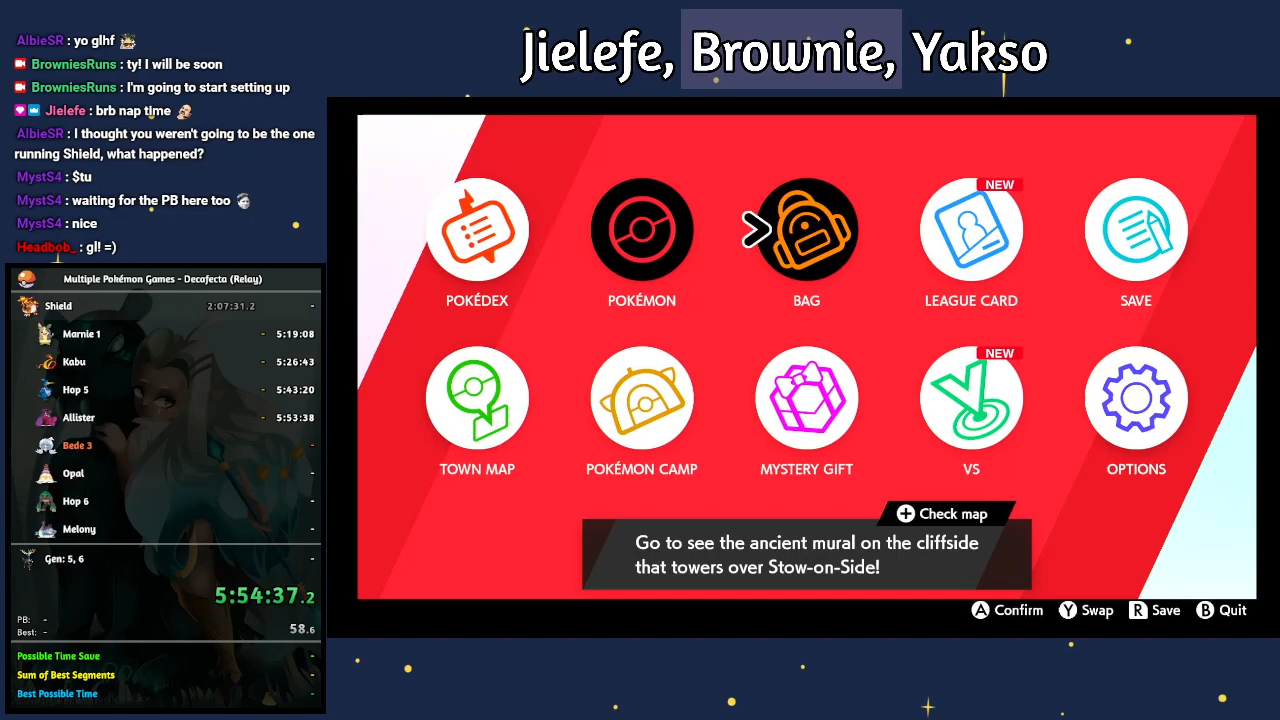 AlbieSR : yo glhf
BrowniesRuns : ty! I will be soon
BrowniesRuns : I'm going to start setting up
Jlelefe : brb nap time
AlbieSR : I thought you weren't going to be the one
running Shield, what happened?
MystS4 : $tu
MystS4 : waiting for the PB here too
MystS4 : nice
Headbob_ : gl! =)
Jielefe, Brownie, Yakso
Multiple Pokémon Games - Decafecta (Relay)
Shield 2:07:31.2 -
Marnie 1 - 5:19:08
Kabu - 5:26:43
Hop 5 - 5:43:20
Allister - 5:53:38
Bede 3 -
Opal -
Hop 6 -
Melony -
Gen: 5, 6 -
5:54:37.2
PB: -
Best: -
58.6
Possible Time Save -
Sum of Best Segments -
Best Possible Time -
NEW
POKÉDEX
POKÉMON
BAG
LEAGUE CARD
SAVE
NEW
TOWN MAP
POKÉMON CAMP
MYSTERY GIFT
VS
OPTIONS
+ Check map
Go to see the ancient mural on the cliffside
that towers over Stow-on-Side!
A Confirm Y Swap R Save B Quit